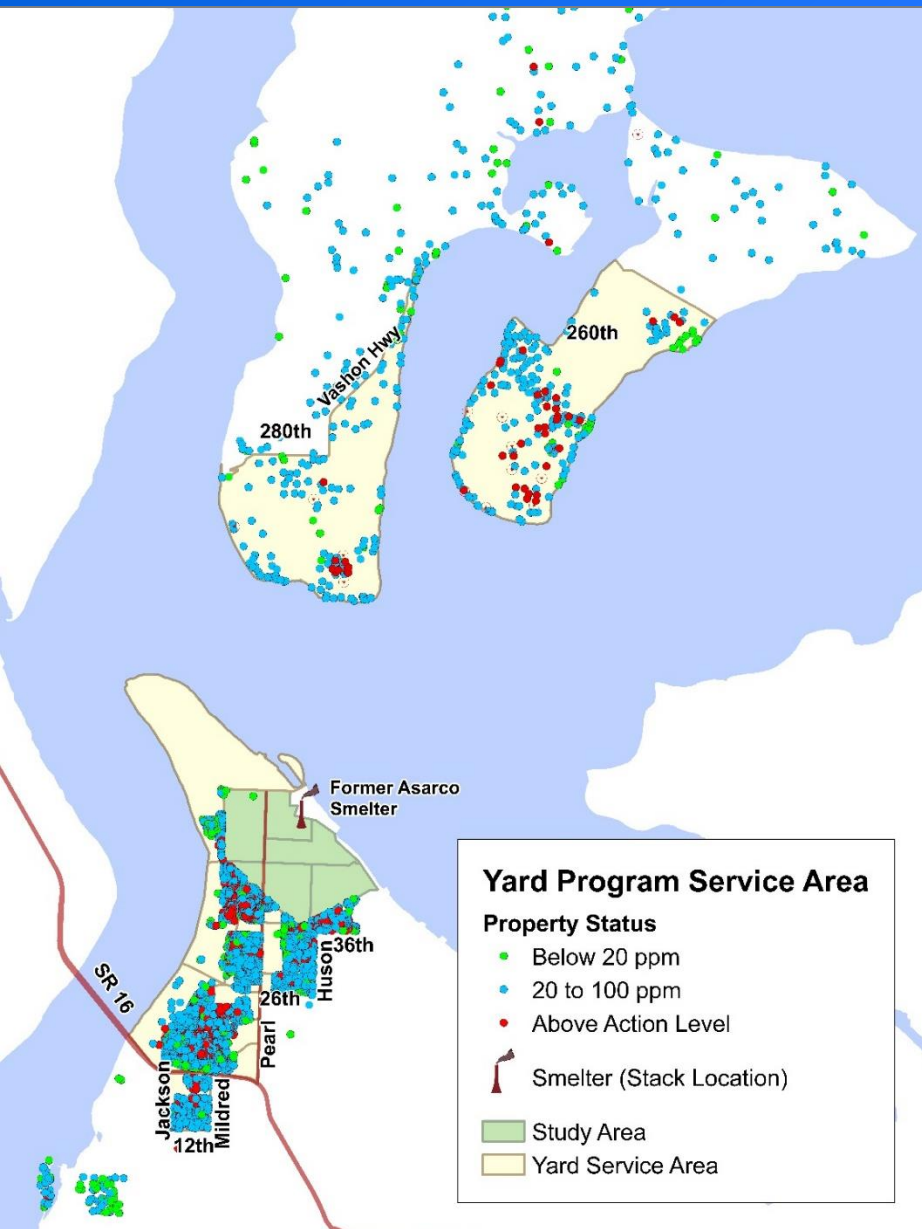 260th
Vashon Hwy
280th
Former Asarco
Smelter
36th
Huson
26th
SR 16
Pearl
Jackson
Mildred
12th
Yard Program Service Area
Property Status
Below 20 ppm
20 to 100 ppm
Above Action Level
Smelter (Stack Location)
Study Area
Yard Service Area